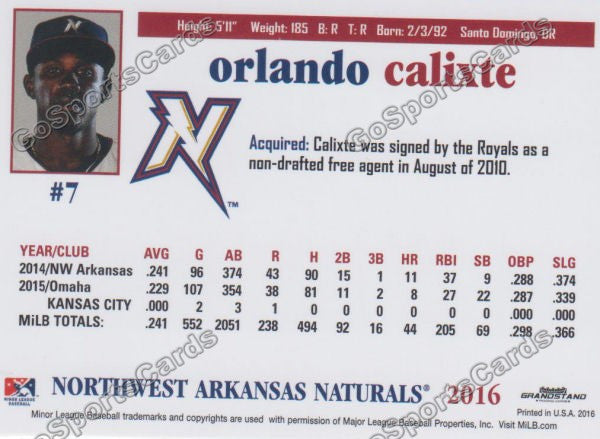 Height: 5'11" Weight: 185 B: R T: R Born: 2/3/92 Santo Domingo, DR
orlando calixte
N
TM
Acquired: Calixte was signed by the Royals as a
non-drafted free agent in August of 2010.
#7
YEAR/CLUB AVG G AB R H 2B 3B HR RBI SB OBP SLG
2014/NW Arkansas .241 96 374 43 90 15 1 11 37 9 .288 .374
2015/Omaha .229 107 354 38 81 11 2 8 27 22 .287 .339
KANSAS CITY .000 2 3 1 0 0 0 0 0 0 .000 .000
MiLB TOTALS: .241 552 2051 238 494 92 16 44 205 69 .298 .366
MINOR LEAGUE
BASEBALL
NORTHWEST ARKANSAS NATURALS® 2016
GRANDSTAND
Minor League Baseball trademarks and copyrights are used with permission of Major League Baseball Properties, Inc. Visit MiLB.com.
Printed in U.S.A. 2016
GoSportsCards
GoSportsCards
GoSportsCards
GoSportsCards
GoSportsCards